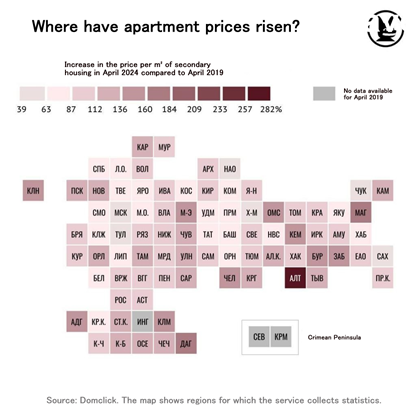 Where have apartment prices risen?
Increase in the price per m² of secondary
housing in April 2024 compared to April 2019
No data available
for April 2019
39 63 87 112 136 160 184 209 233 257 282%
КАР МУР
СПБ Л.О. ВОЛ АРХ НАО
КЛН ПСК НОВ ТВЕ ЯРО ИВА КОС КИР КОМ Я-Н ЧУК КАМ
СМО МСК М.О. ВЛА М-Э УДМ ПРМ Х-М ОМС ТОМ КРА ЯКУ МАГ
БРЯ КЛЖ ТУЛ РЯЗ НИЖ ЧУВ ТАТ БАШ СВЕ НВС КЕМ ИРК АМУ ХАБ
КУР ОРЛ ЛИП ТАМ МРД УЛН САМ ОРН ТЮМ АЛ.К. ХАК БУР ЗАБ ЕАО САХ
БЕЛ ВРЖ ВГГ ПЕН САР ЧЕЛ КРГ АЛТ ТЫВ ПР.К.
РОС АСТ
АДГ КР.К. СТ.К. ИНГ КЛМ
К-Ч К-Б ОСЕ ЧЕЧ ДАГ
СЕВ КРМ
Crimean Peninsula
Source: Domclick. The map shows regions for which the service collects statistics.